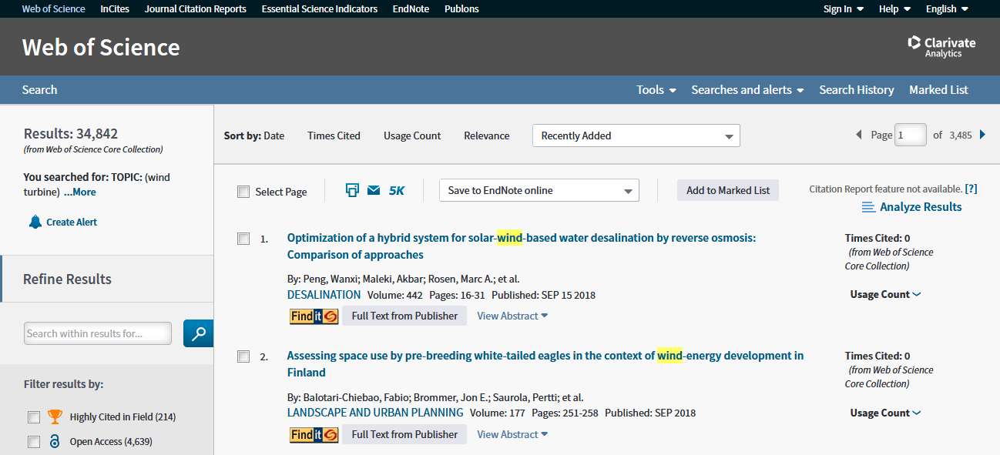 Web of Science InCites Journal Citation Reports Essential Science Indicators EndNote Publons Sign In Help English
Web of Science
Clarivate
Analytics
Search Tools Searches and alerts Search History Marked List
Results: 34,842
(from Web of Science Core Collection)
You searched for: TOPIC: (wind
turbine) ...More
Create Alert
Refine Results
Search within results for...
Filter results by:
Highly Cited in Field (214)
Open Access (4,639)
Sort by: Date Times Cited Usage Count Relevance Recently Added Page 1 of 3,485
Select Page 5K Save to EndNote online Add to Marked List Citation Report feature not available. [?]
Analyze Results
1. Optimization of a hybrid system for solar-wind-based water desalination by reverse osmosis:
Comparison of approaches
By: Peng, Wanxi; Maleki, Akbar; Rosen, Marc A.; et al.
DESALINATION Volume: 442 Pages: 16-31 Published: SEP 15 2018
Find it S Full Text from Publisher View Abstract
Times Cited: 0
(from Web of Science
Core Collection)
Usage Count
2. Assessing space use by pre-breeding white-tailed eagles in the context of wind-energy development in
Finland
By: Balotari-Chiebao, Fabio; Brommer, Jon E.; Saurola, Pertti; et al.
LANDSCAPE AND URBAN PLANNING Volume: 177 Pages: 251-258 Published: SEP 2018
Find it S Full Text from Publisher View Abstract
Times Cited: 0
(from Web of Science
Core Collection)
Usage Count